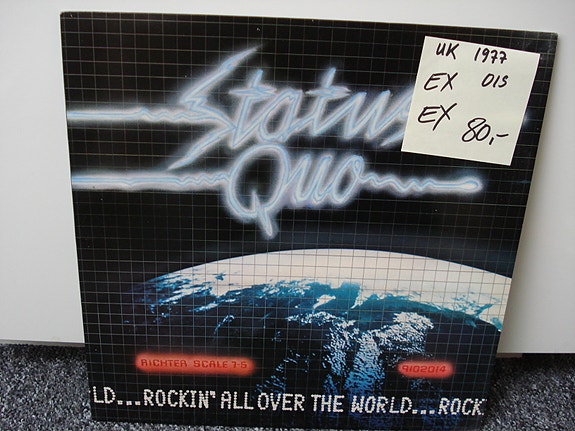 Status
Quo
UK 1977
EX OIS
EX 80,-
RICHTER SCALE 7-5
9102014
LD...ROCKIN' ALL OVER THE WORLD...ROCK